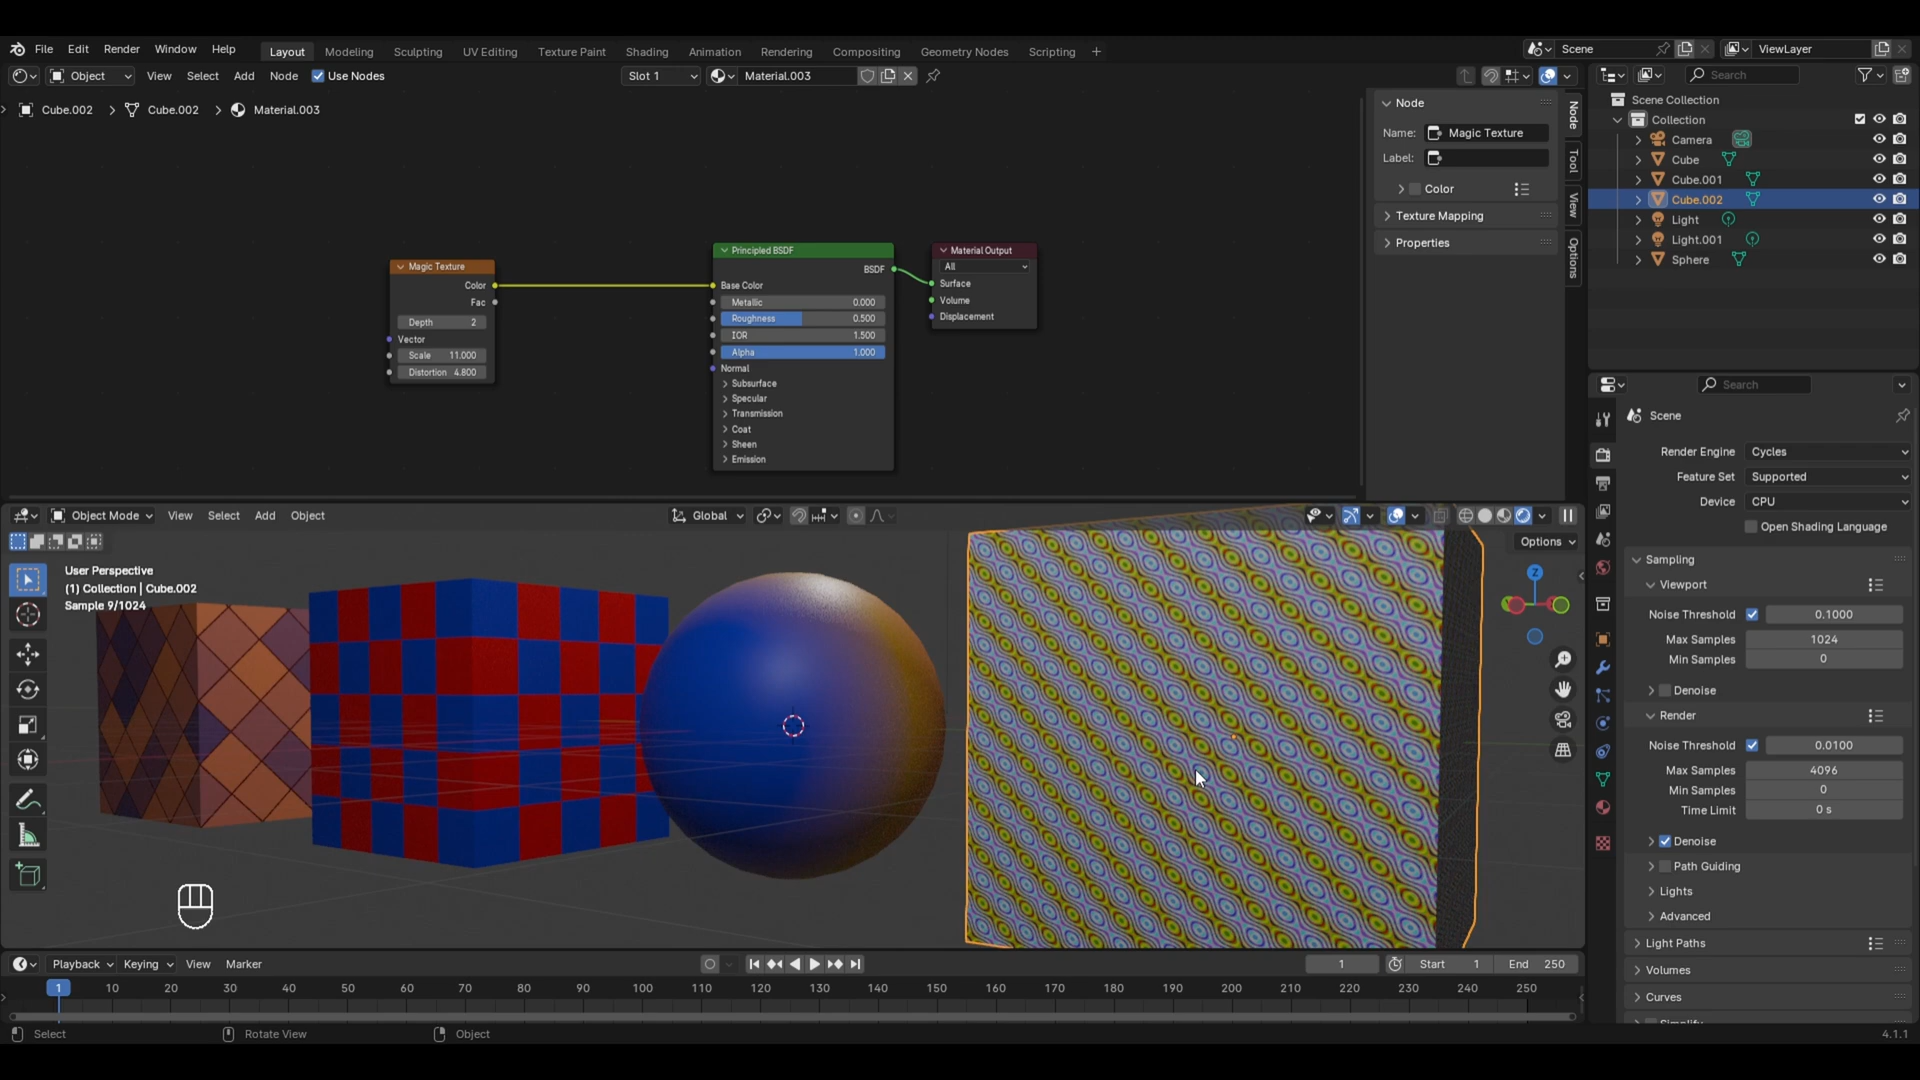 File Edit Render Window Help Layout Modeling Sculpting UV Editing Texture Paint Shading Animation Rendering Compositing Geometry Nodes Scripting + Scene ViewLayer
Object View Select Add Node Use Nodes Slot 1 Material.003 Search
Cube.002 > Cube.002 > Material.003
Node
Name: Magic Texture
Label:
Color
Texture Mapping
Properties
Node
Tool
View
Options
Scene Collection
Collection
Camera
Cube
Cube.001
Cube.002
Light
Light.001
Sphere
Magic Texture
Color
Fac
Depth 2
Vector
Scale 11.000
Distortion 4.800
Principled BSDF
BSDF
Base Color
Metallic 0.000
Roughness 0.500
IOR 1.500
Alpha 1.000
Normal
Subsurface
Specular
Transmission
Coat
Sheen
Emission
Material Output
All
Surface
Volume
Displacement
Search
Scene
Render Engine Cycles
Feature Set Supported
Device CPU
Open Shading Language
Sampling
Viewport
Noise Threshold 0.1000
Max Samples 1024
Min Samples 0
Denoise
Render
Noise Threshold 0.0100
Max Samples 4096
Min Samples 0
Time Limit 0 s
Denoise
Path Guiding
Lights
Advanced
Light Paths
Volumes
Curves
Object Mode View Select Add Object Global
Options
User Perspective
(1) Collection | Cube.002
Sample 9/1024
Z
Playback Keying View Marker 1 Start 1 End 250
1 10 20 30 40 50 60 70 80 90 100 110 120 130 140 150 160 170 180 190 200 210 220 230 240 250
Select Rotate View Object 4.1.1